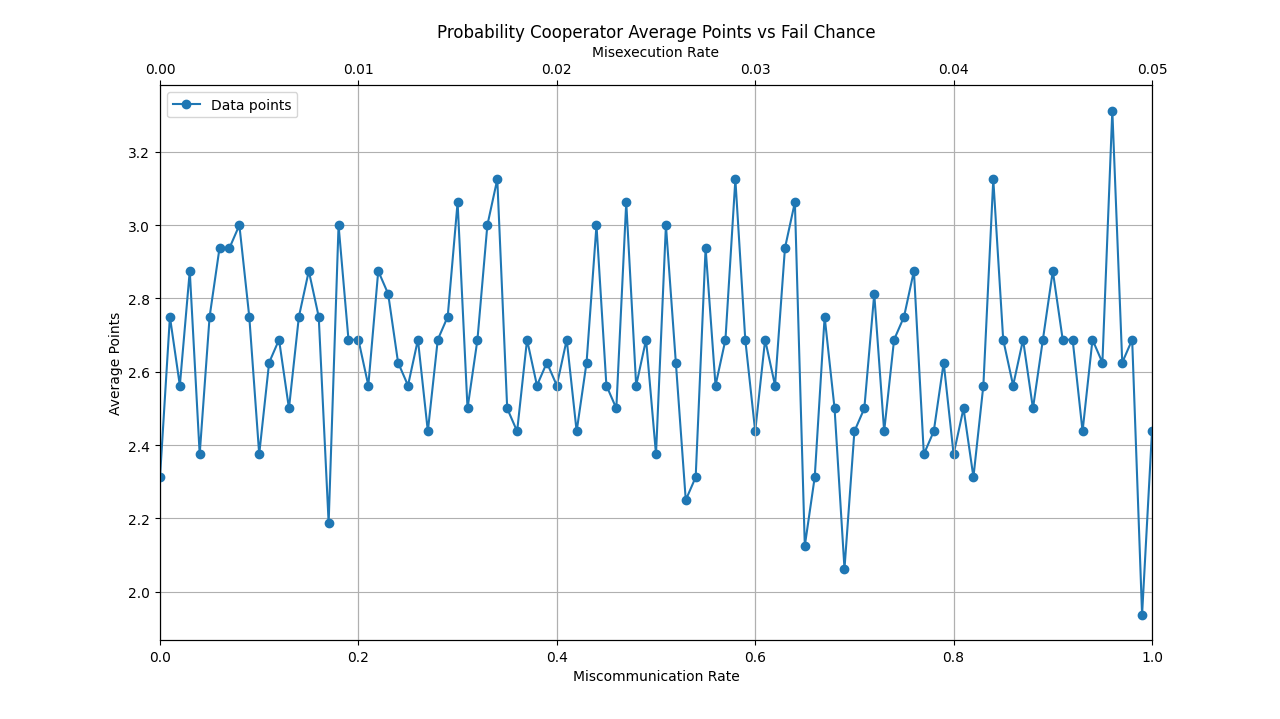 Probability Cooperator Average Points vs Fail Chance
Misexecution Rate
0.00 0.01 0.02 0.03 0.04 0.05
Data points
3.2
3.0
2.8
2.6
2.4
2.2
2.0
Average Points
0.0 0.2 0.4 0.6 0.8 1.0
Miscommunication Rate